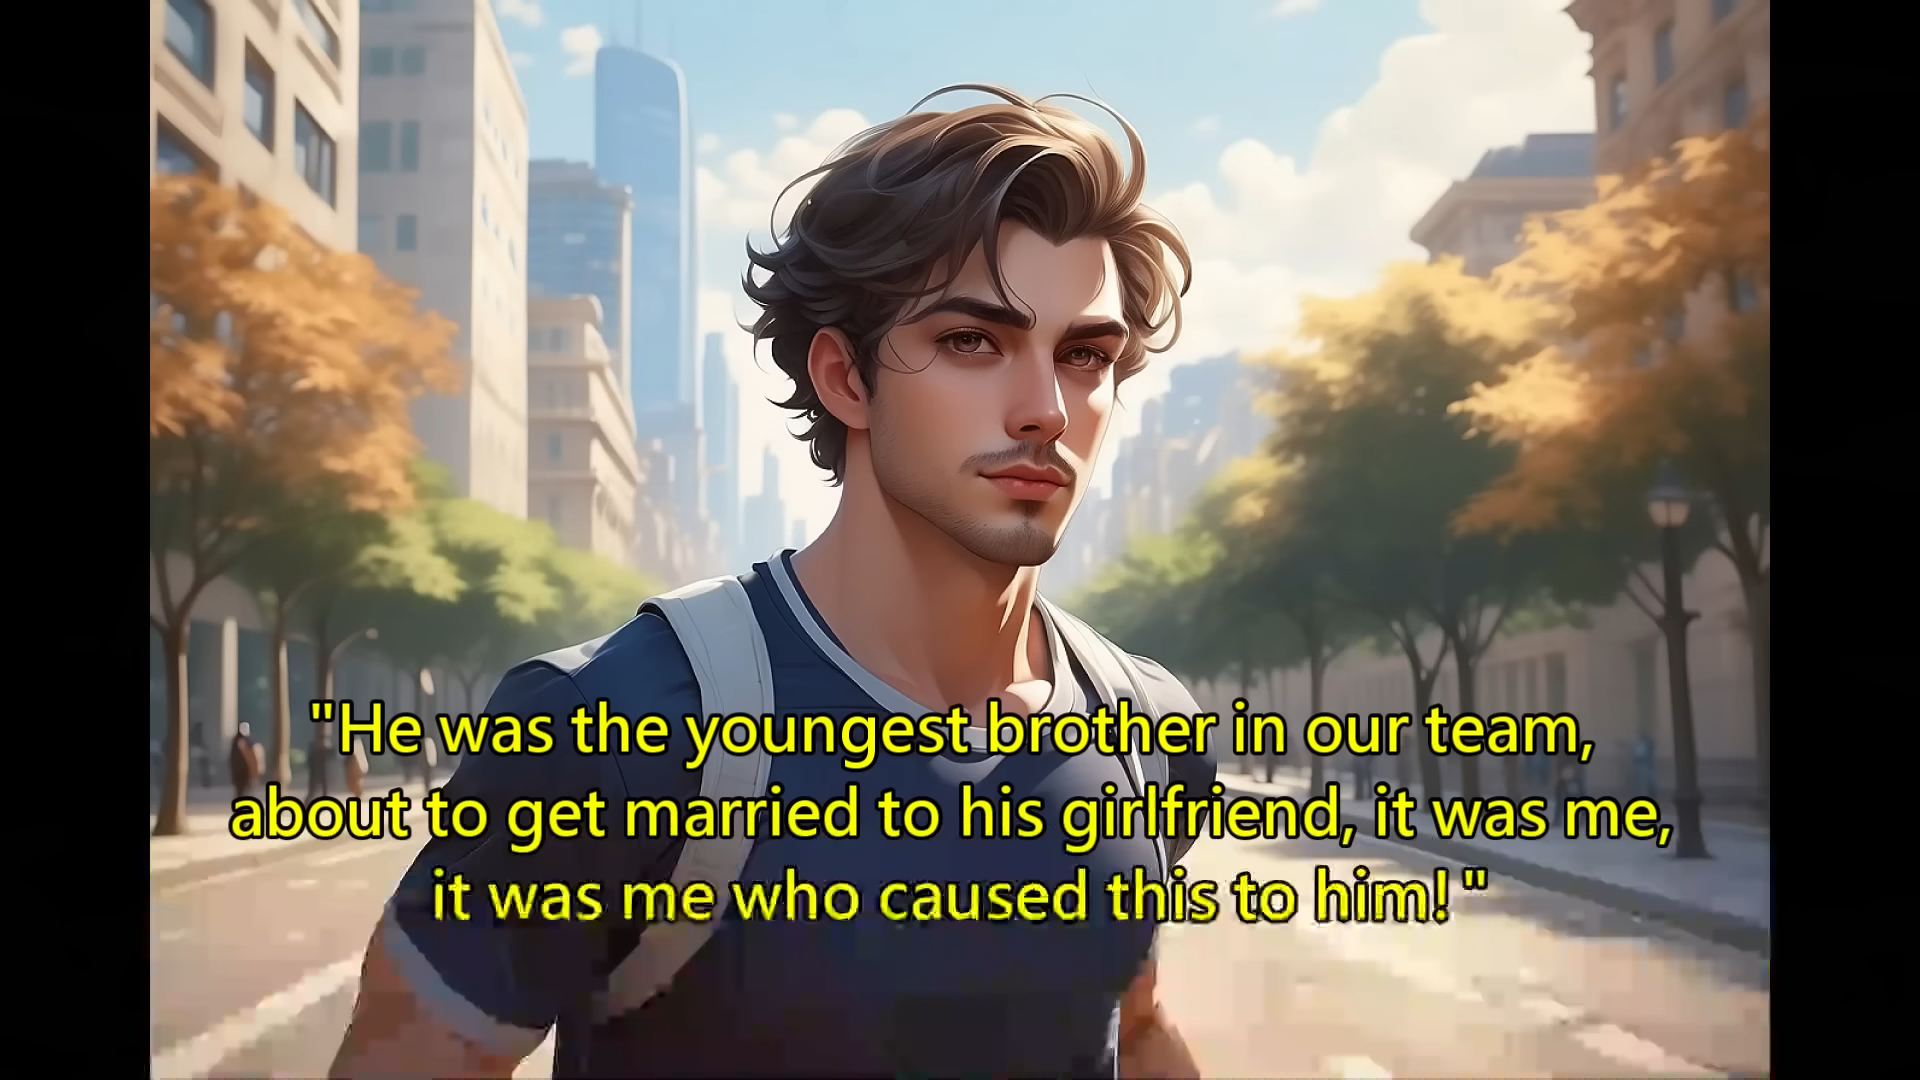 "He was the youngest brother in our team,
about to get married to his girlfriend, it was me,
it was me who caused this to him!"